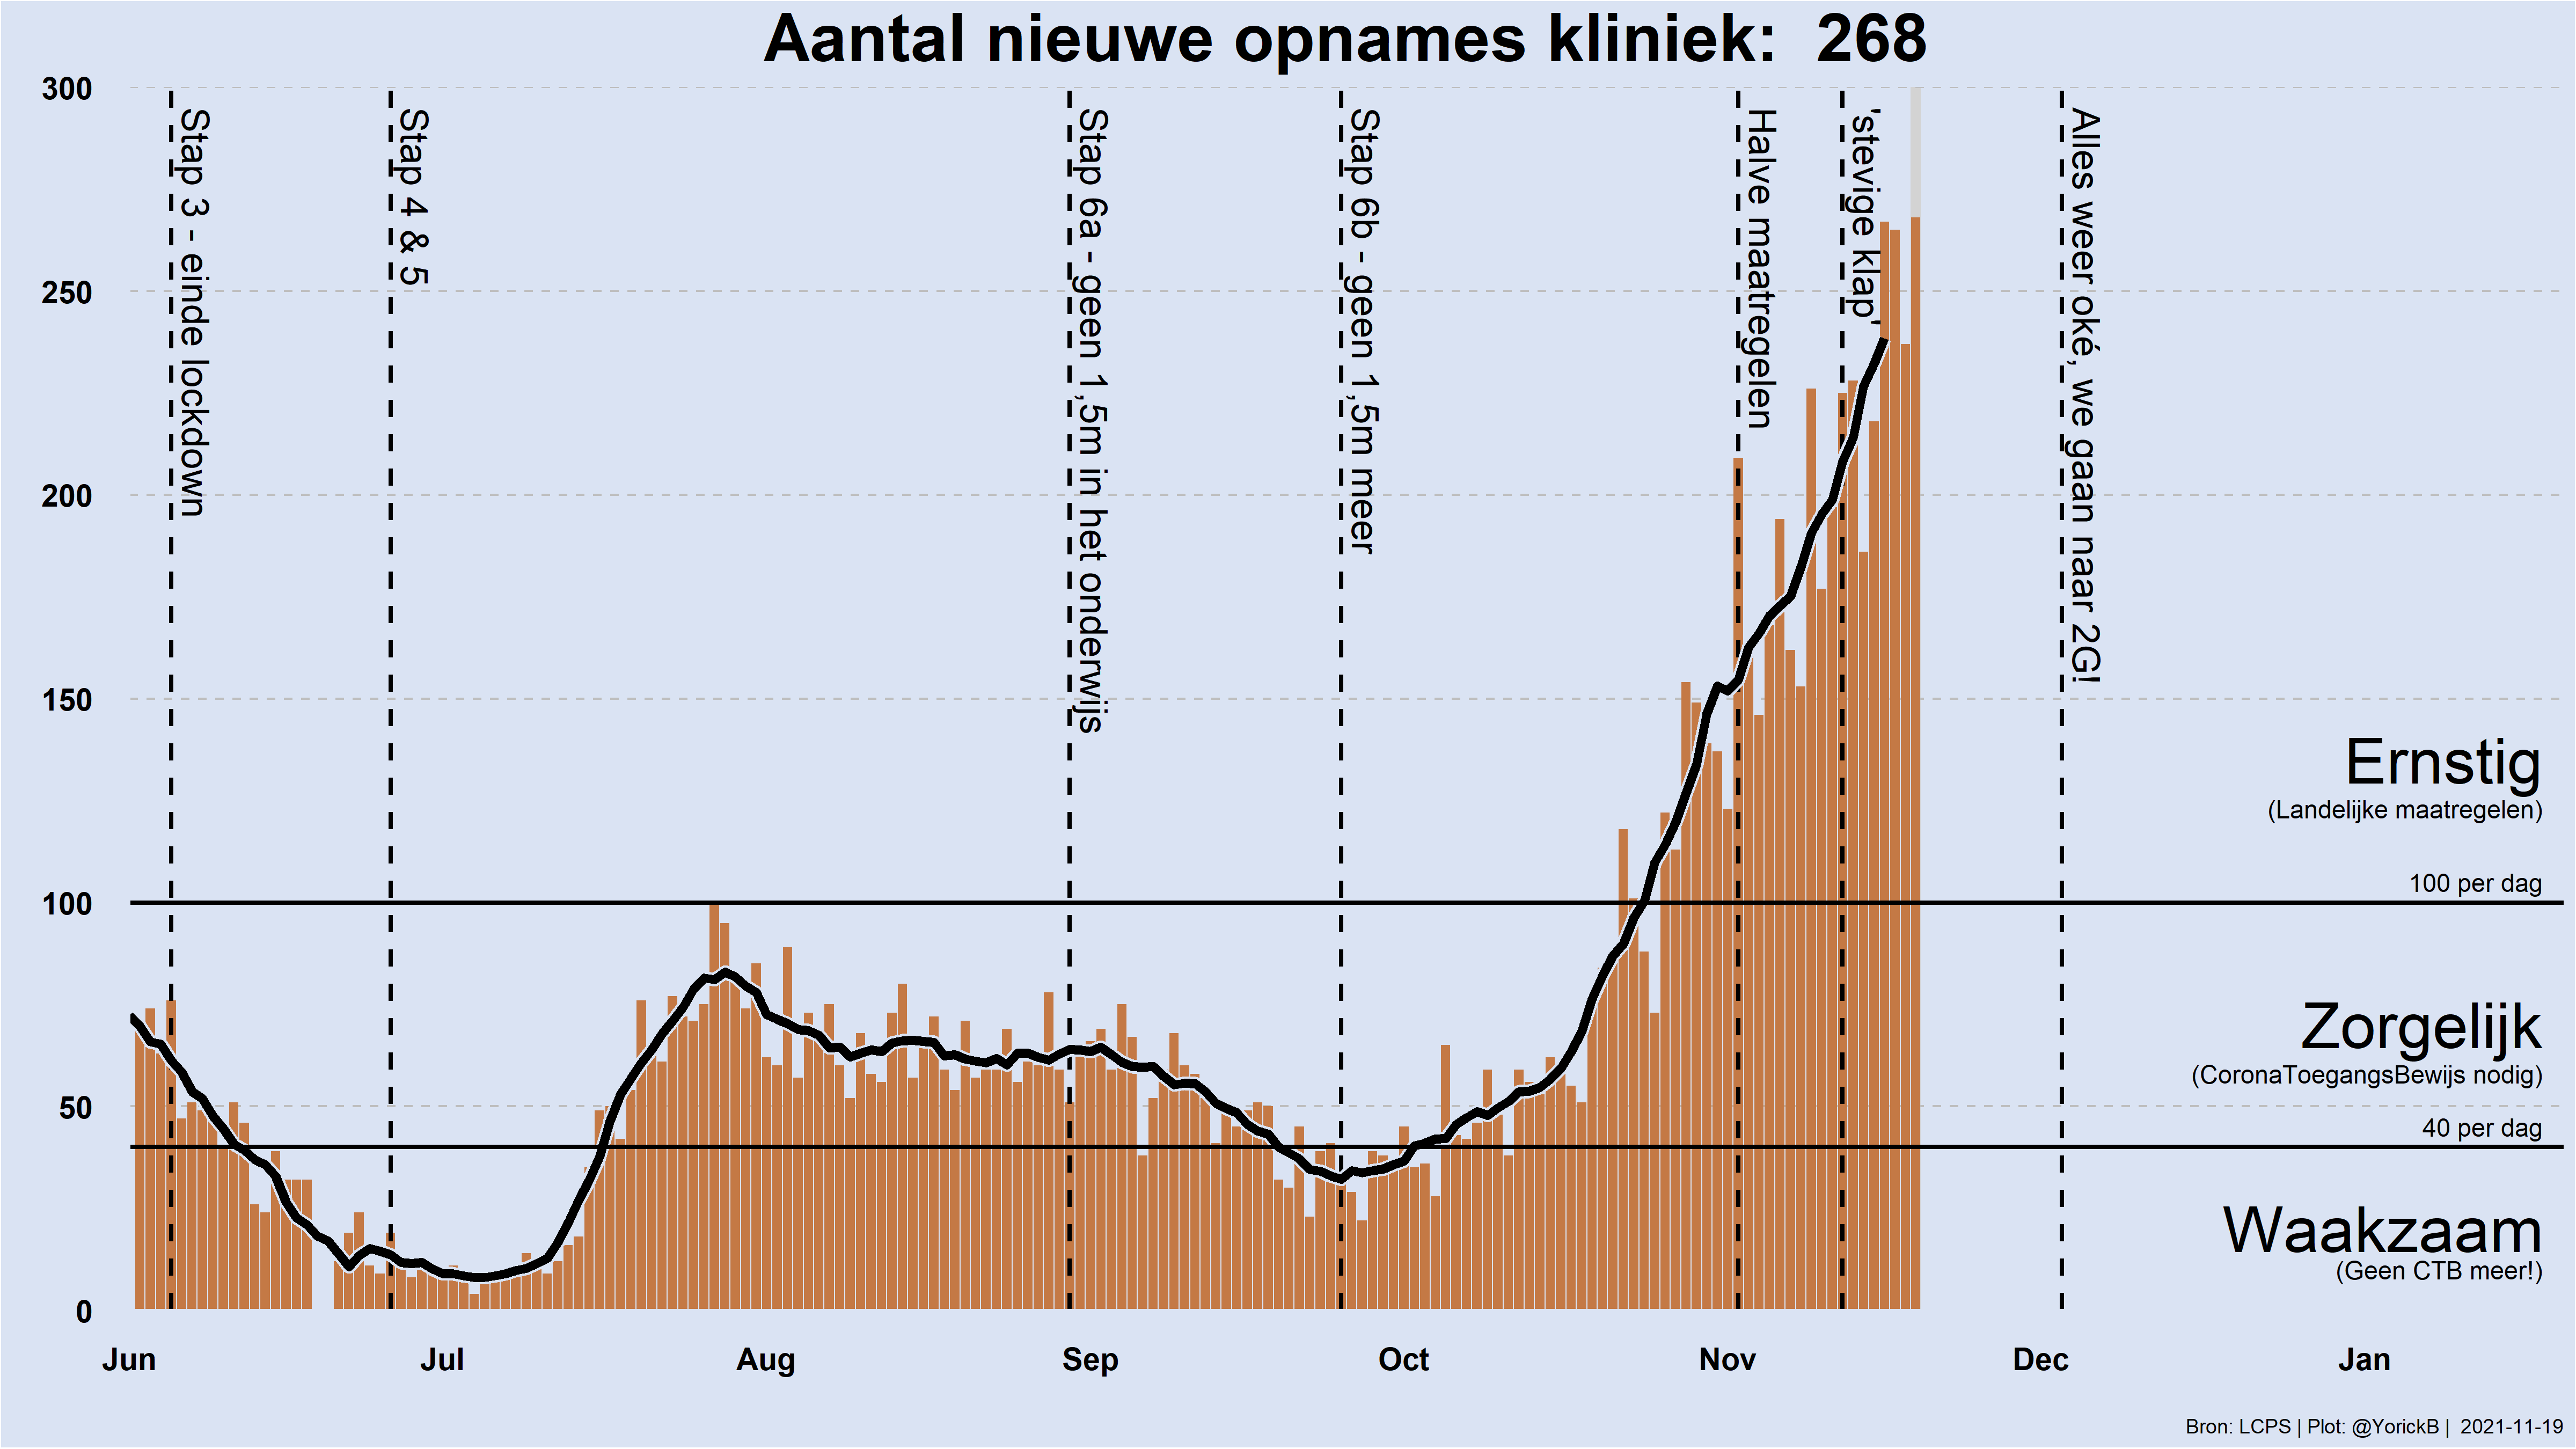 Aantal nieuwe opnames kliniek:  268
300
250
200
150
100
50
0
Stap 3 - einde lockdown
Stap 4 & 5
Stap 6a - geen 1,5m in het onderwijs
Stap 6b - geen 1,5m meer
Halve maatregelen
'stevige klap'
Alles weer oké, we gaan naar 2G!
Ernstig
(Landelijke maatregelen)
100 per dag
Zorgelijk
(CoronaToegangsBewijs nodig)
40 per dag
Waakzaam
(Geen CTB meer!)
Jun
Jul
Aug
Sep
Oct
Nov
Dec
Jan
Bron: LCPS | Plot: @YorickB |  2021-11-19